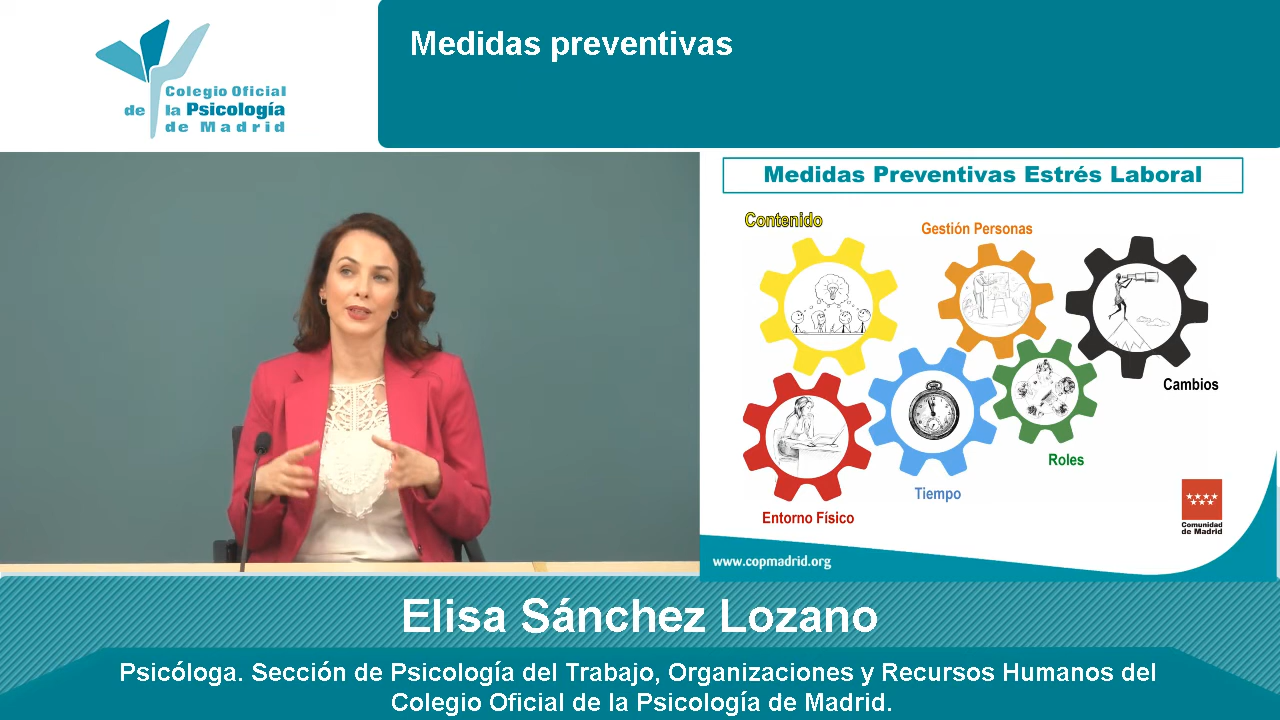 Colegio Oficial
de la Psicología
de Madrid
Medidas preventivas
Medidas Preventivas Estrés Laboral
Contenido
Gestión Personas
Cambios
Roles
Tiempo
Entorno Físico
Comunidad
de Madrid
www.copmadrid.org
Elisa Sánchez Lozano
Psicóloga. Sección de Psicología del Trabajo, Organizaciones y Recursos Humanos del
Colegio Oficial de la Psicología de Madrid.